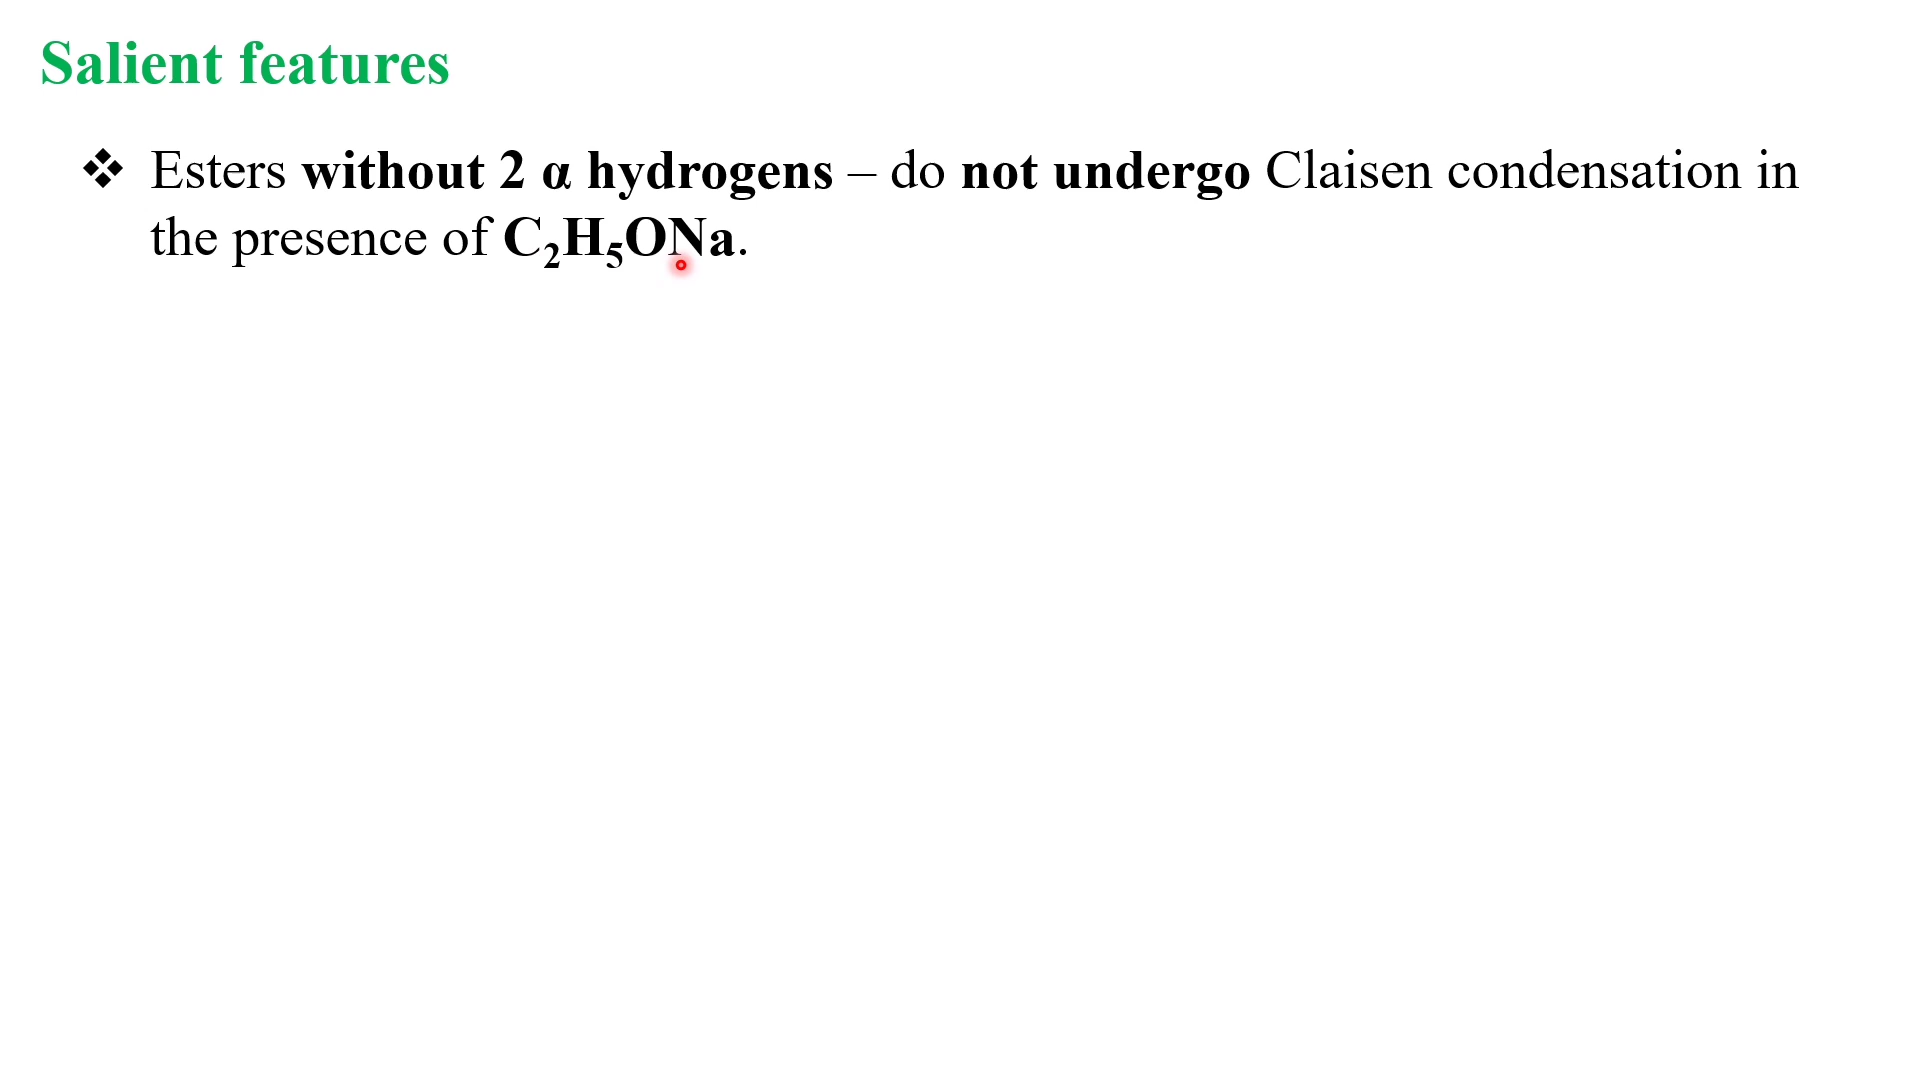 Salient features
❖ Esters without 2 α hydrogens – do not undergo Claisen condensation in
the presence of C₂H₅ONa.